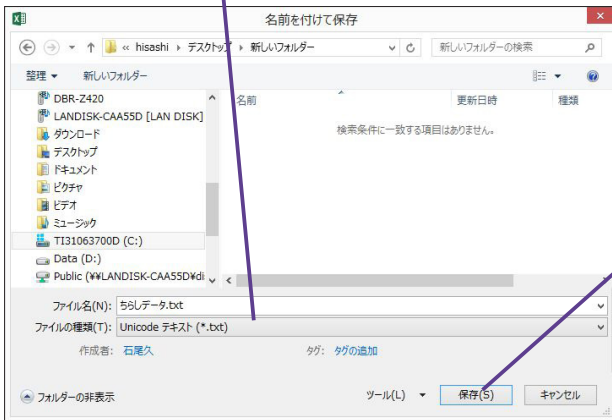 名前を付けて保存
« hisashi ▸ デスクトップ ▸ 新しいフォルダー
新しいフォルダーの検索
整理 新しいフォルダー
名前 更新日時 種類
検索条件に一致する項目はありません。
DBR-Z420
LANDISK-CAA55D [LAN DISK]
ダウンロード
デスクトップ
ドキュメント
ピクチャ
ビデオ
ミュージック
TI31063700D (C:)
Data (D:)
Public (¥¥LANDISK-CAA55D¥di
ファイル名(N): ちらしデータ.txt
ファイルの種類(T): Unicode テキスト (*.txt)
作成者: 石尾久 タグ: タグの追加
フォルダーの非表示 ツール(L) 保存(S) キャンセル